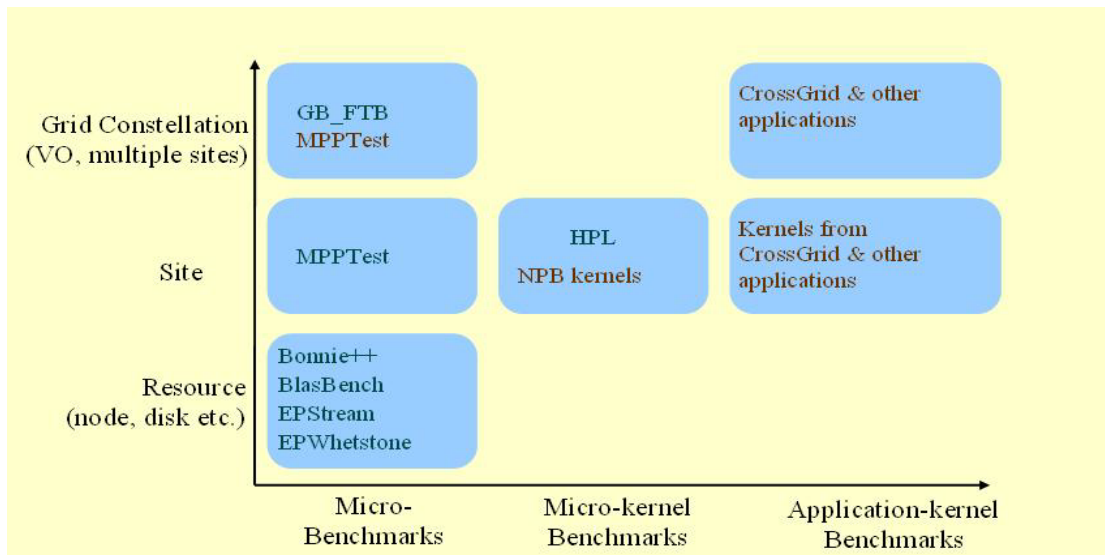 Grid Constellation
(VO, multiple sites)
GB_FTB
MPPTest
CrossGrid & other
applications
Site
MPPTest
HPL
NPB kernels
Kernels from
CrossGrid & other
applications
Resource
(node, disk etc.)
Bonnie++
BlasBench
EPStream
EPWhetstone
Micro-
Benchmarks
Micro-kernel
Benchmarks
Application-kernel
Benchmarks